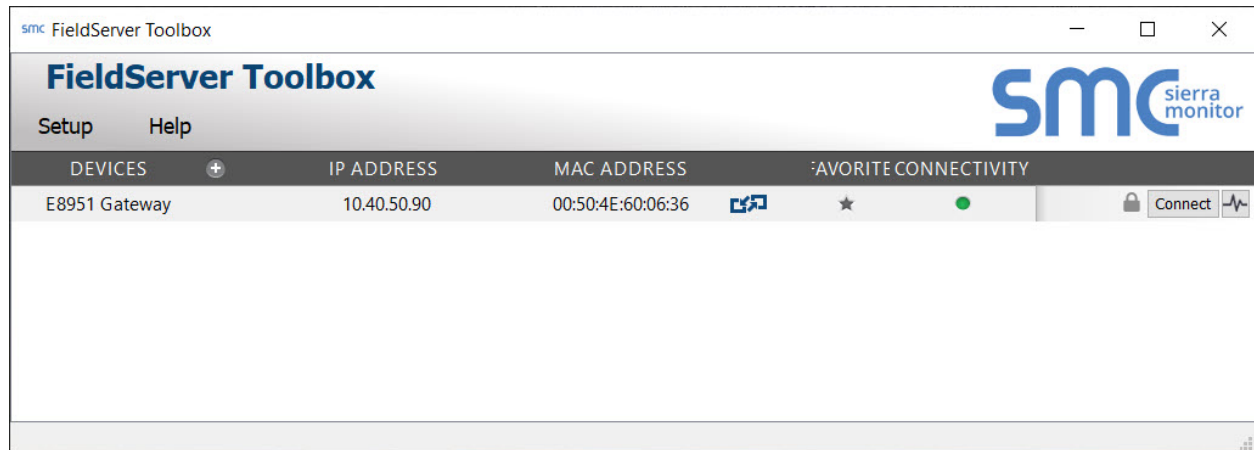 smc FieldServer Toolbox
FieldServer Toolbox
smc sierra monitor
Setup Help
DEVICES IP ADDRESS MAC ADDRESS FAVORITE CONNECTIVITY
E8951 Gateway 10.40.50.90 00:50:4E:60:06:36 Connect